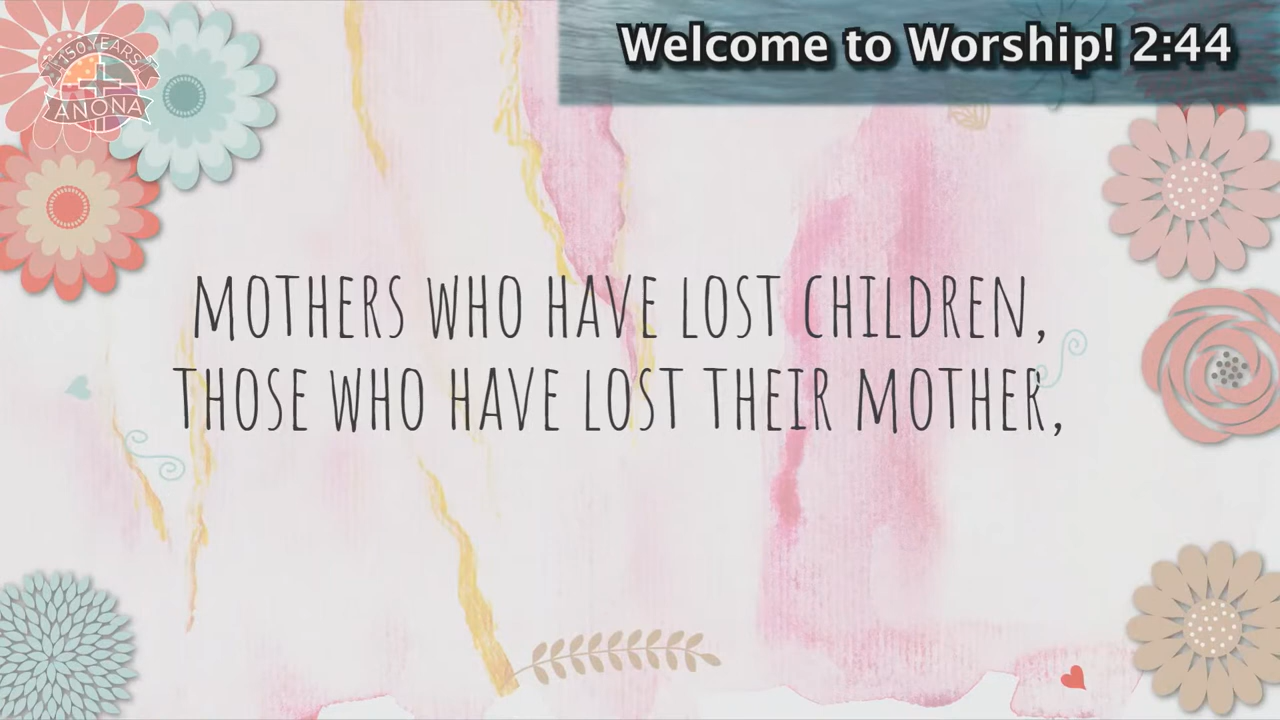 150 YEARS
ANONA
Welcome to Worship! 2:44
MOTHERS WHO HAVE LOST CHILDREN,
THOSE WHO HAVE LOST THEIR MOTHER,